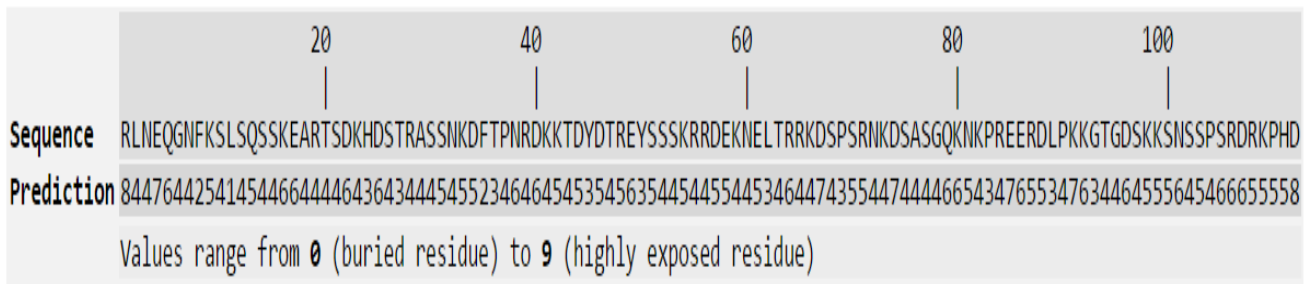 20 40 60 80 100
Sequence RLNEQGNFKSLSQSSKEARTSDKHDSTRASSNKDFTPNRDKKTDYDTREYSSSKRRDEKNELTRRKDSPSRNKDSASGQKNKPREERDLPKKGTGDSKKSNSSPSRDRKPHD
Prediction 8447644254145446644446436434445455234646454535456354454455445346447435544744446654347655347634464555645466655558
Values range from 0 (buried residue) to 9 (highly exposed residue)